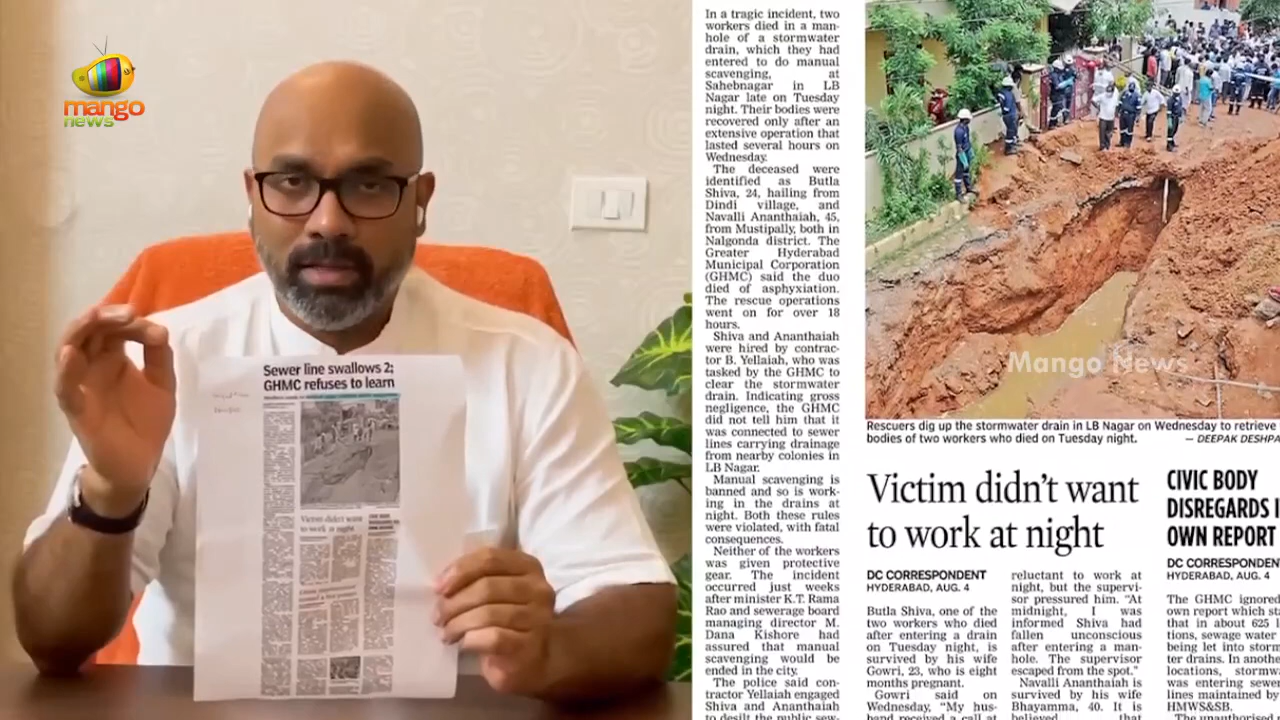 mango
news
Sewer line swallows 2;
GHMC refuses to learn
Victim didn't want
to work at night
In a tragic incident, two
workers died in a man-
hole of a stormwater
drain, which they had
entered to do manual
scavenging, at
Sahebnagar in LB
Nagar late on Tuesday
night. Their bodies were
recovered only after an
extensive operation that
lasted several hours on
Wednesday.
The deceased were
identified as Butla
Shiva, 24, hailing from
Dindi village, and
Navalli Ananthaiah, 45,
from Mustipally, both in
Nalgonda district. The
Greater Hyderabad
Municipal Corporation
(GHMC) said the duo
died of asphyxiation.
The rescue operations
went on for over 18
hours.
Shiva and Ananthaiah
were hired by contrac-
tor B. Yellaiah, who was
tasked by the GHMC to
clear the stormwater
drain. Indicating gross
negligence, the GHMC
did not tell him that it
was connected to sewer
lines carrying drainage
from nearby colonies in
LB Nagar.
Manual scavenging is
banned and so is work-
ing in the drains at
night. Both these rules
were violated, with fatal
consequences.
Neither of the workers
was given protective
gear. The incident
occurred just weeks
after minister K.T. Rama
Rao and sewerage board
managing director M.
Dana Kishore had
assured that manual
scavenging would be
ended in the city.
The police said con-
tractor Yellaiah engaged
Shiva and Ananthaiah
to desilt the public sew-
Mango News
Rescuers dig up the stormwater drain in LB Nagar on Wednesday to retrieve
bodies of two workers who died on Tuesday night. — DEEPAK DESHPA
Victim didn't want
to work at night
DC CORRESPONDENT
HYDERABAD, AUG. 4
Butla Shiva, one of the
two workers who died
after entering a drain
on Tuesday night, is
survived by his wife
Gowri, 23, who is eight
months pregnant.
Gowri said on
Wednesday, "My hus-
band received a call at
reluctant to work at
night, but the supervi-
sor pressured him. "At
midnight, I was
informed Shiva had
fallen unconscious
after entering a man-
hole. The supervisor
escaped from the spot."
Navalli Ananthaiah is
survived by his wife
Bhayamma, 40. It is
believed that
CIVIC BODY
DISREGARDS I
OWN REPORT
DC CORRESPONDENT
HYDERABAD, AUG. 4
The GHMC ignored
own report which sta
that in about 625 l
tions, sewage water
being let into storm
ter drains. In anothe
locations, stormwa
was entering sewer
lines maintained by
HMWS&SB.
The unauthorised